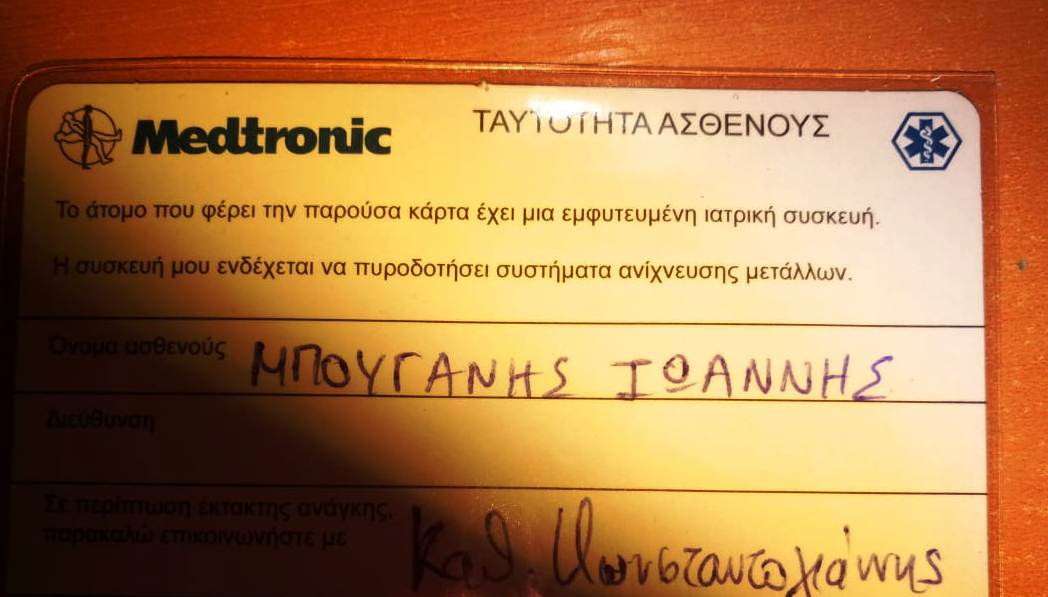 Medtronic ΤΑΥΤΟΤΗΤΑ ΑΣΘΕΝΟΥΣ
Το άτομο που φέρει την παρούσα κάρτα έχει μια εμφυτευμένη ιατρική συσκευή.
Η συσκευή μου ενδέχεται να πυροδοτήσει συστήματα ανίχνευσης μετάλλων.
Όνομα ασθενούς ΜΠΟΥΓΑΝΗΣ ΙΩΑΝΝΗΣ
Διεύθυνση
Σε περίπτωση έκτακτης ανάγκης,
παρακαλώ επικοινωνήστε με Καθ. Κωνσταντογιάννης